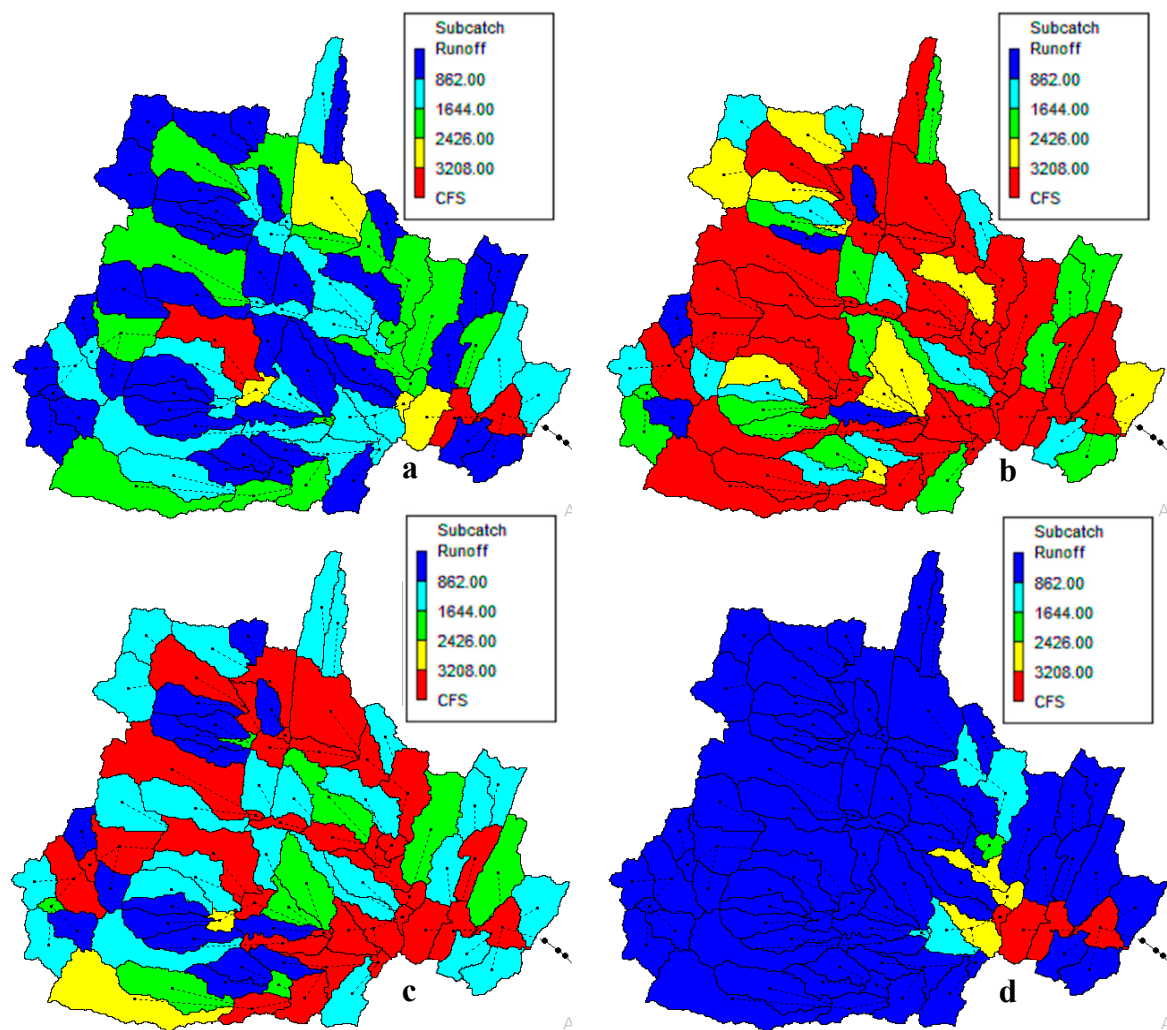 Subcatch
Runoff
862.00
1644.00
2426.00
3208.00
CFS
a
A
Subcatch
Runoff
862.00
1644.00
2426.00
3208.00
CFS
b
A
Subcatch
Runoff
862.00
1644.00
2426.00
3208.00
CFS
c
A
Subcatch
Runoff
862.00
1644.00
2426.00
3208.00
CFS
d
A